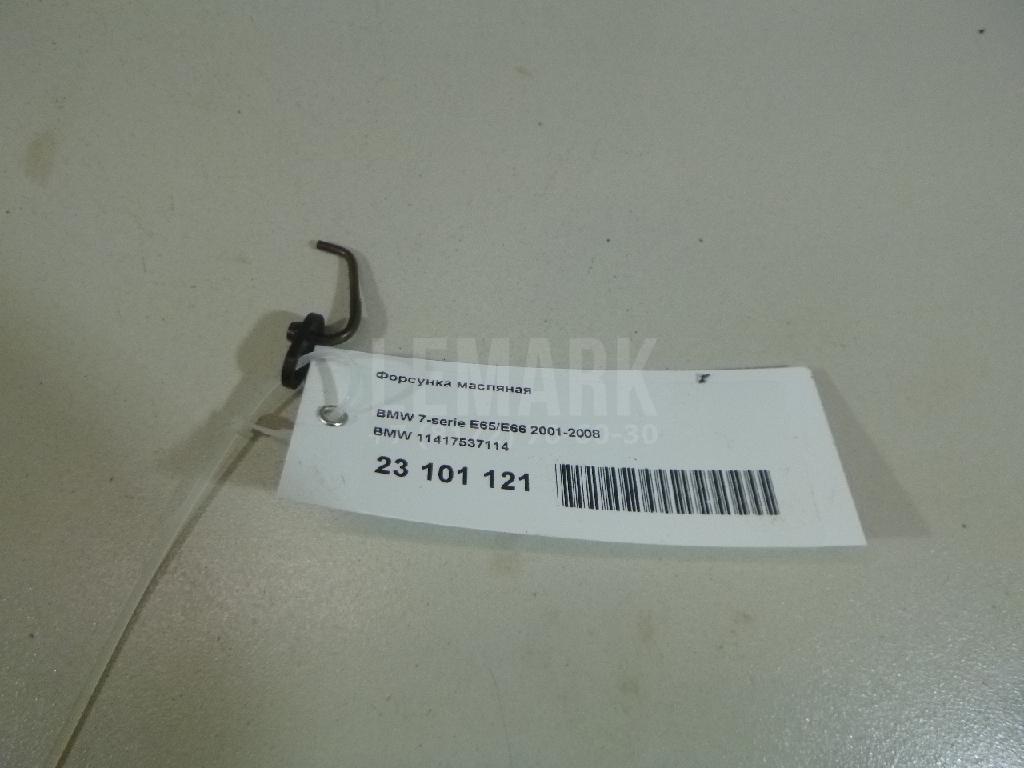 LEMARK
Форсунка масляная
BMW 7-serie E65/E66 2001-2008
BMW 11417537114
23 101 121